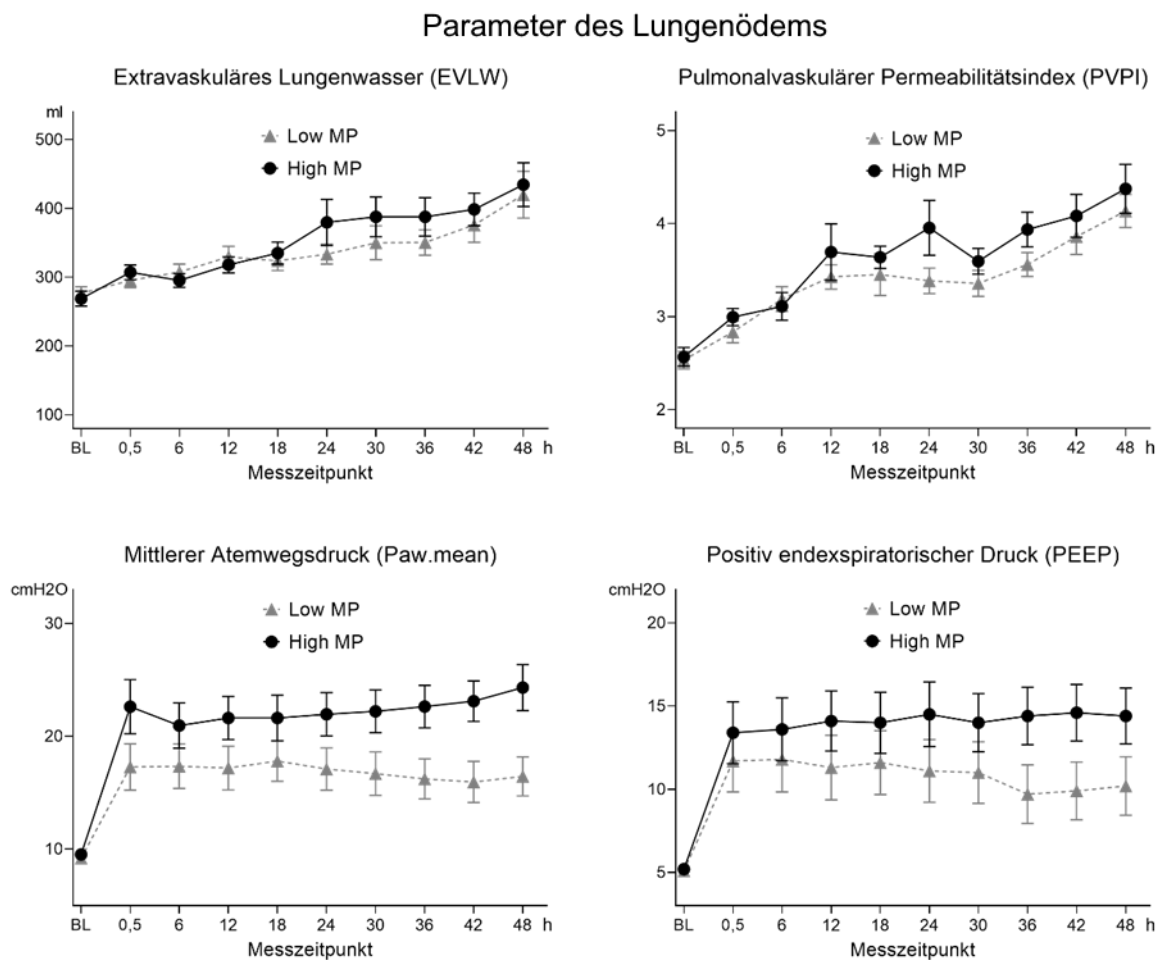 Parameter des Lungenödems
Extravaskuläres Lungenwasser (EVLW)
ml
500
400
300
200
100
Low MP
High MP
BL 0,5 6 12 18 24 30 36 42 48 h
Messzeitpunkt
Pulmonalvaskulärer Permeabilitätsindex (PVPI)
5
4
3
2
Low MP
High MP
BL 0,5 6 12 18 24 30 36 42 48 h
Messzeitpunkt
Mittlerer Atemwegsdruck (Paw.mean)
cmH2O
30
20
10
Low MP
High MP
BL 0,5 6 12 18 24 30 36 42 48 h
Messzeitpunkt
Positiv endexspiratorischer Druck (PEEP)
cmH2O
20
15
10
5
Low MP
High MP
BL 0,5 6 12 18 24 30 36 42 48 h
Messzeitpunkt